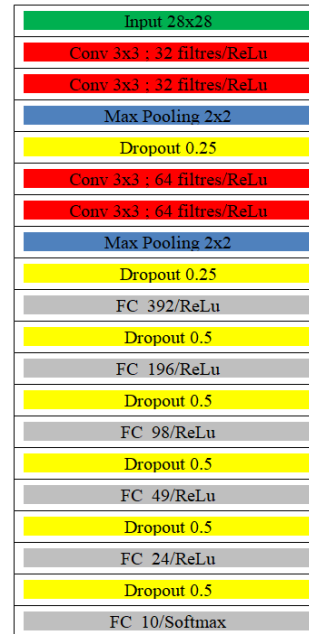 Input 28x28
Conv 3x3 ; 32 filtres/ReLu
Conv 3x3 ; 32 filtres/ReLu
Max Pooling 2x2
Dropout 0.25
Conv 3x3 ; 64 filtres/ReLu
Conv 3x3 ; 64 filtres/ReLu
Max Pooling 2x2
Dropout 0.25
FC 392/ReLu
Dropout 0.5
FC 196/ReLu
Dropout 0.5
FC 98/ReLu
Dropout 0.5
FC 49/ReLu
Dropout 0.5
FC 24/ReLu
Dropout 0.5
FC 10/Softmax